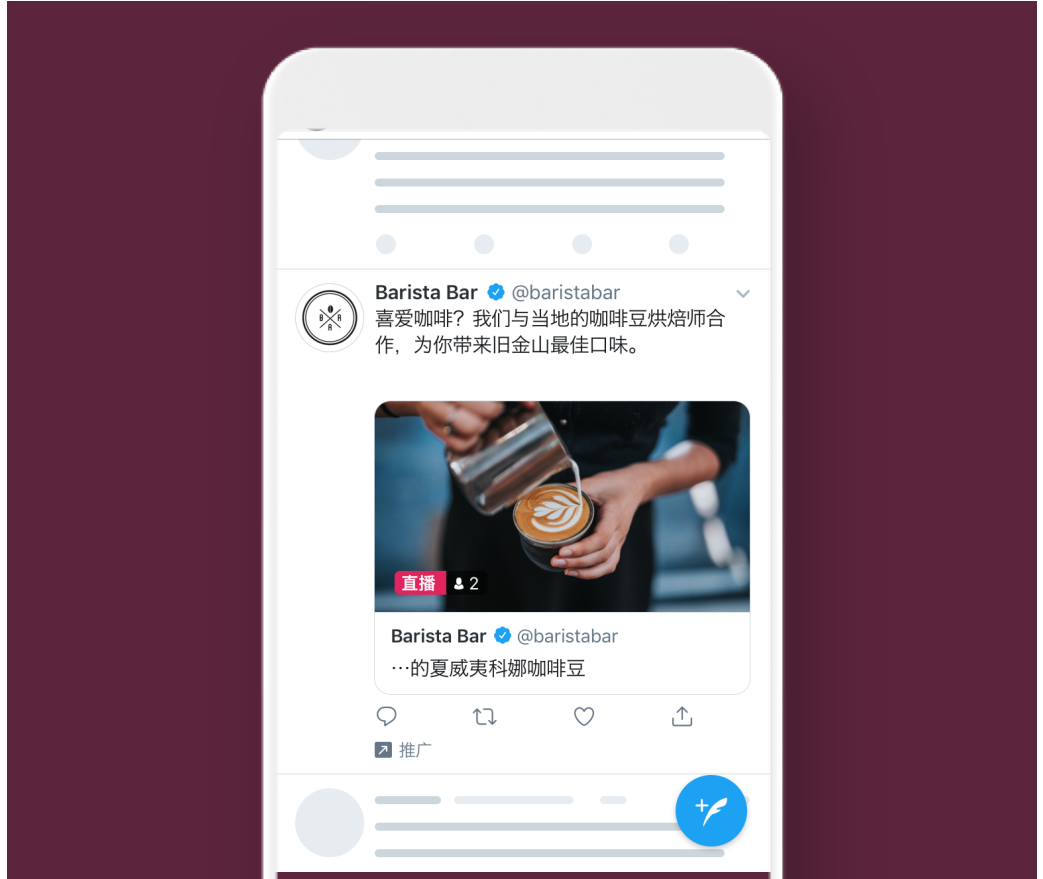 Barista Bar @baristabar
喜爱咖啡？我们与当地的咖啡豆烘焙师合
作，为你带来旧金山最佳口味。
B A R
A
直播 2
Barista Bar @baristabar
…的夏威夷科娜咖啡豆
推广